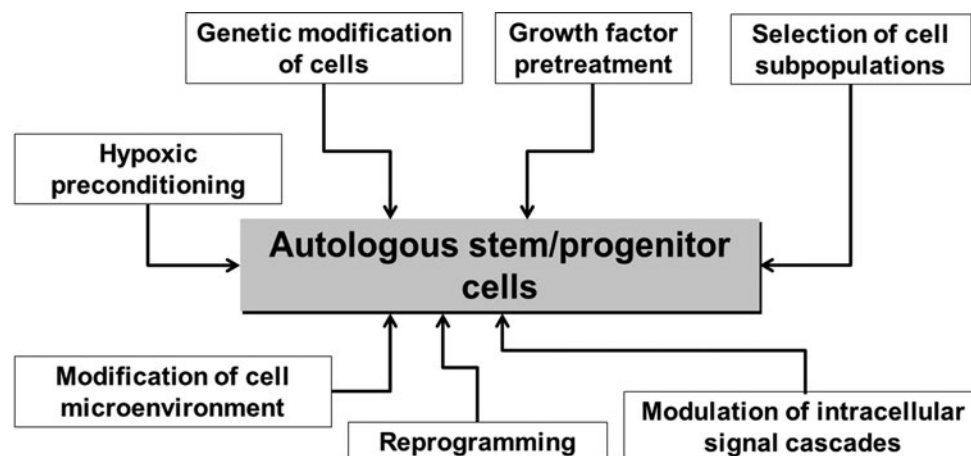 Genetic modification
of cells
Growth factor
pretreatment
Selection of cell
subpopulations
Hypoxic
preconditioning
Autologous stem/progenitor
cells
Modification of cell
microenvironment
Reprogramming
Modulation of intracellular
signal cascades